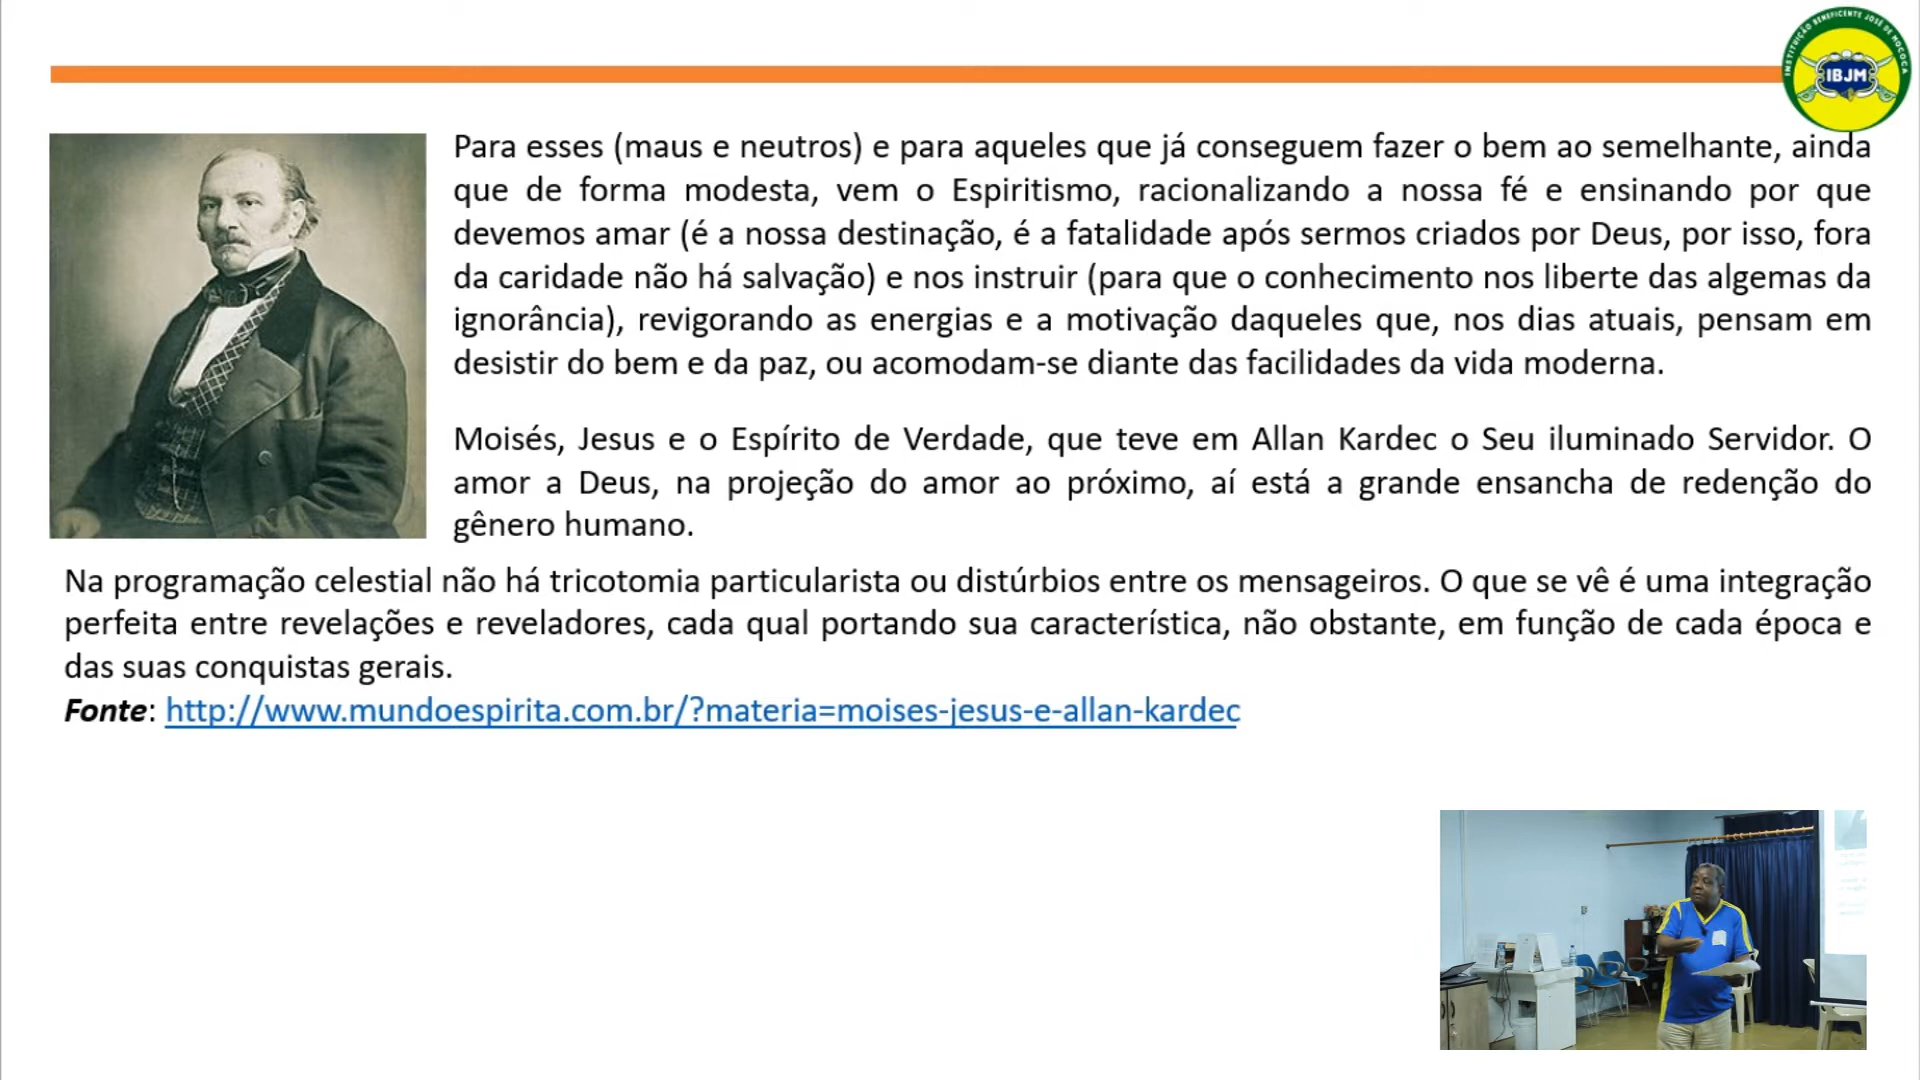 INSTITUIÇÃO BENEFICENTE JOSÉ DE MOCOCA
IBJM
Para esses (maus e neutros) e para aqueles que já conseguem fazer o bem ao semelhante, ainda
que de forma modesta, vem o Espiritismo, racionalizando a nossa fé e ensinando por que
devemos amar (é a nossa destinação, é a fatalidade após sermos criados por Deus, por isso, fora
da caridade não há salvação) e nos instruir (para que o conhecimento nos liberte das algemas da
ignorância), revigorando as energias e a motivação daqueles que, nos dias atuais, pensam em
desistir do bem e da paz, ou acomodam-se diante das facilidades da vida moderna.
Moisés, Jesus e o Espírito de Verdade, que teve em Allan Kardec o Seu iluminado Servidor. O
amor a Deus, na projeção do amor ao próximo, aí está a grande ensancha de redenção do
gênero humano.
Na programação celestial não há tricotomia particularista ou distúrbios entre os mensageiros. O que se vê é uma integração
perfeita entre revelações e reveladores, cada qual portando sua característica, não obstante, em função de cada época e
das suas conquistas gerais.
Fonte: http://www.mundoespirita.com.br/?materia=moises-jesus-e-allan-kardec